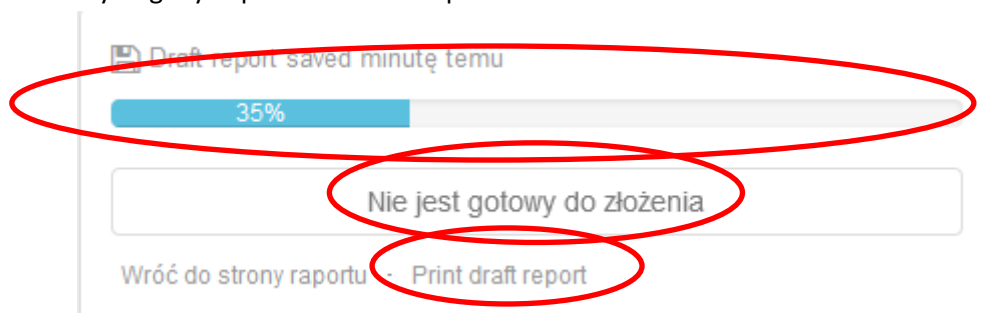 Draft report saved minutę temu
35%
Nie jest gotowy do złożenia
Wróć do strony raportu - Print draft report